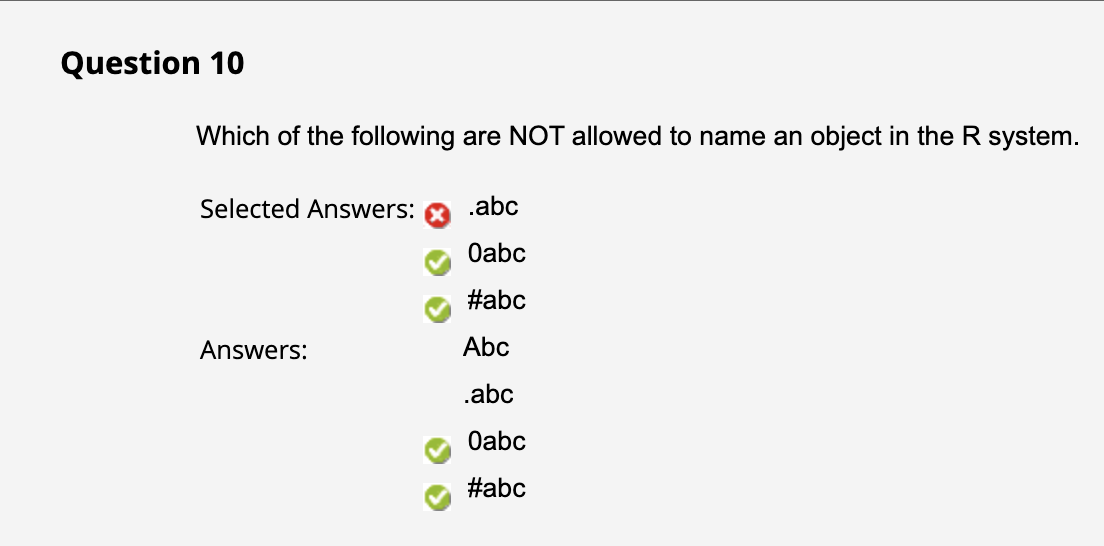 Question 10
Which of the following are NOT allowed to name an object in the R system.
Selected Answers: .abc
0abc
#abc
Answers: Abc
.abc
0abc
#abc